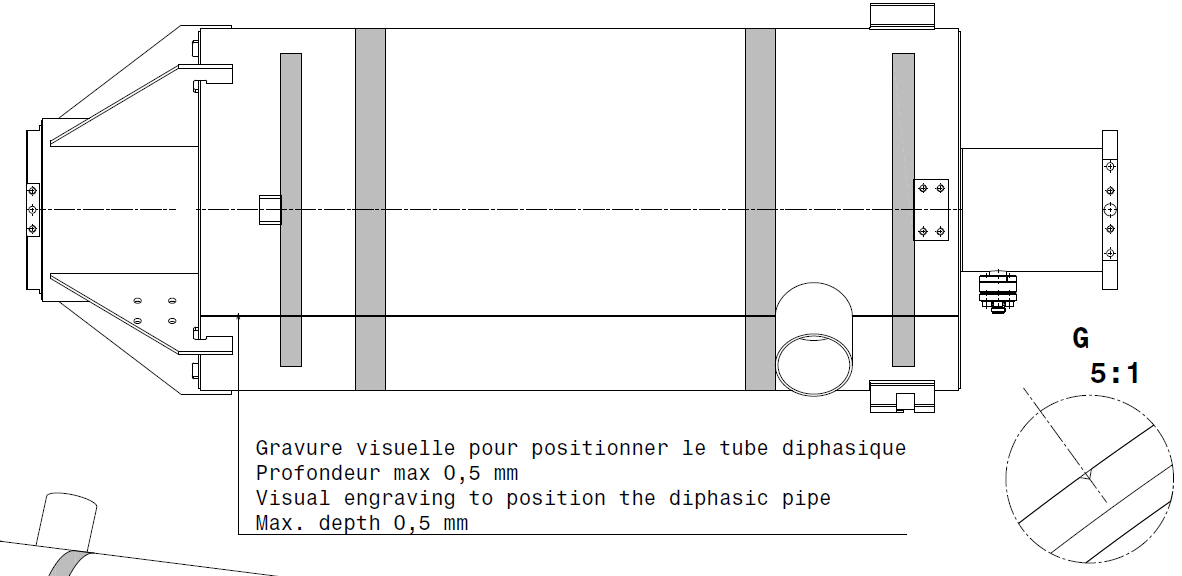 G
5:1
Gravure visuelle pour positionner le tube diphasique
Profondeur max 0,5 mm
Visual engraving to position the diphasic pipe
Max. depth 0,5 mm